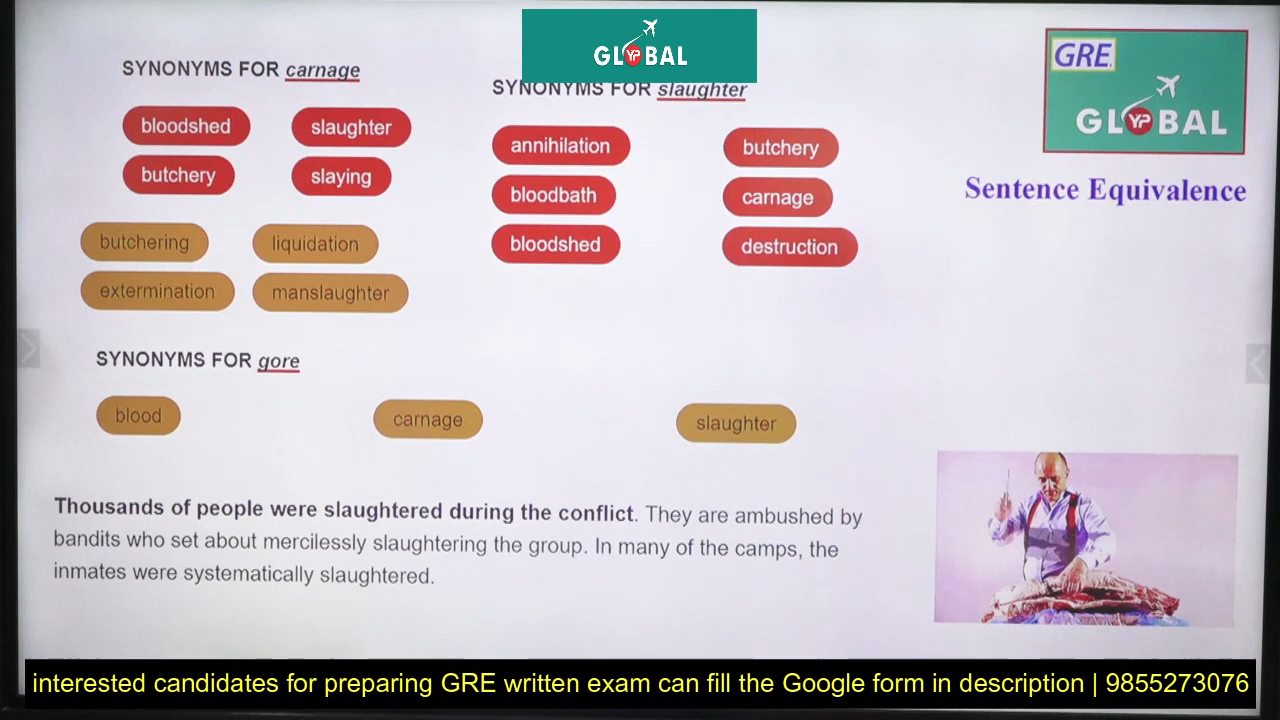 GLYPBAL
SYNONYMS FOR carnage
bloodshed
slaughter
butchery
slaying
butchering
liquidation
extermination
manslaughter
SYNONYMS FOR slaughter
annihilation
butchery
bloodbath
carnage
bloodshed
destruction
GRE
GLYPBAL
Sentence Equivalence
SYNONYMS FOR gore
blood
carnage
slaughter
Thousands of people were slaughtered during the conflict. They are ambushed by
bandits who set about mercilessly slaughtering the group. In many of the camps, the
inmates were systematically slaughtered.
interested candidates for preparing GRE written exam can fill the Google form in description | 9855273076